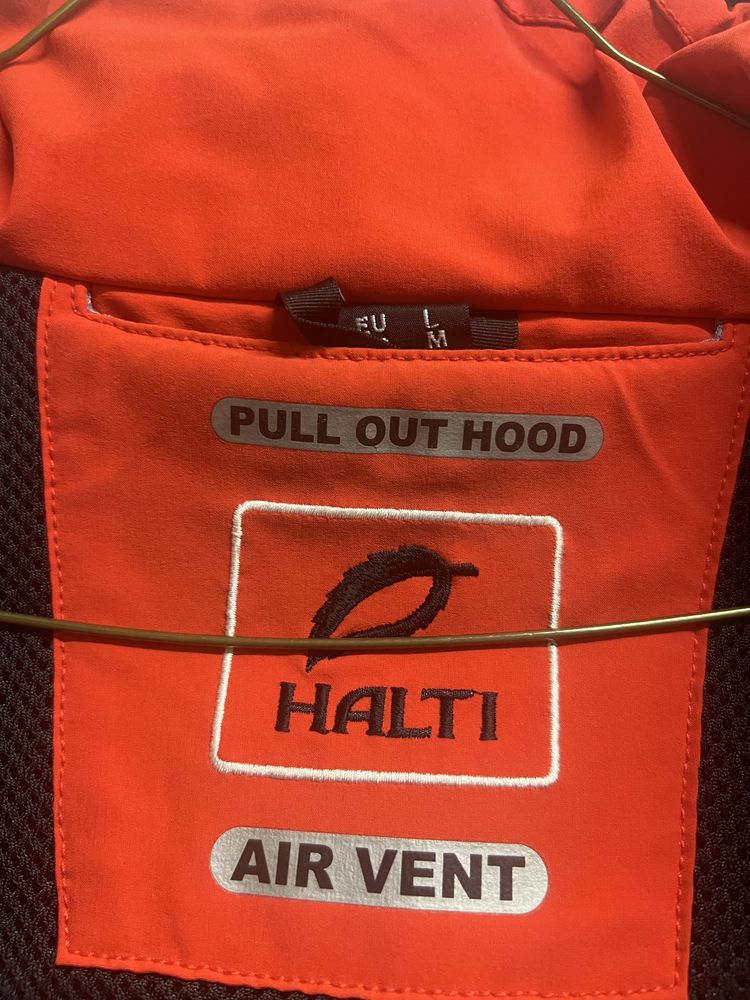 EU L
M
PULL OUT HOOD
HALTI
AIR VENT